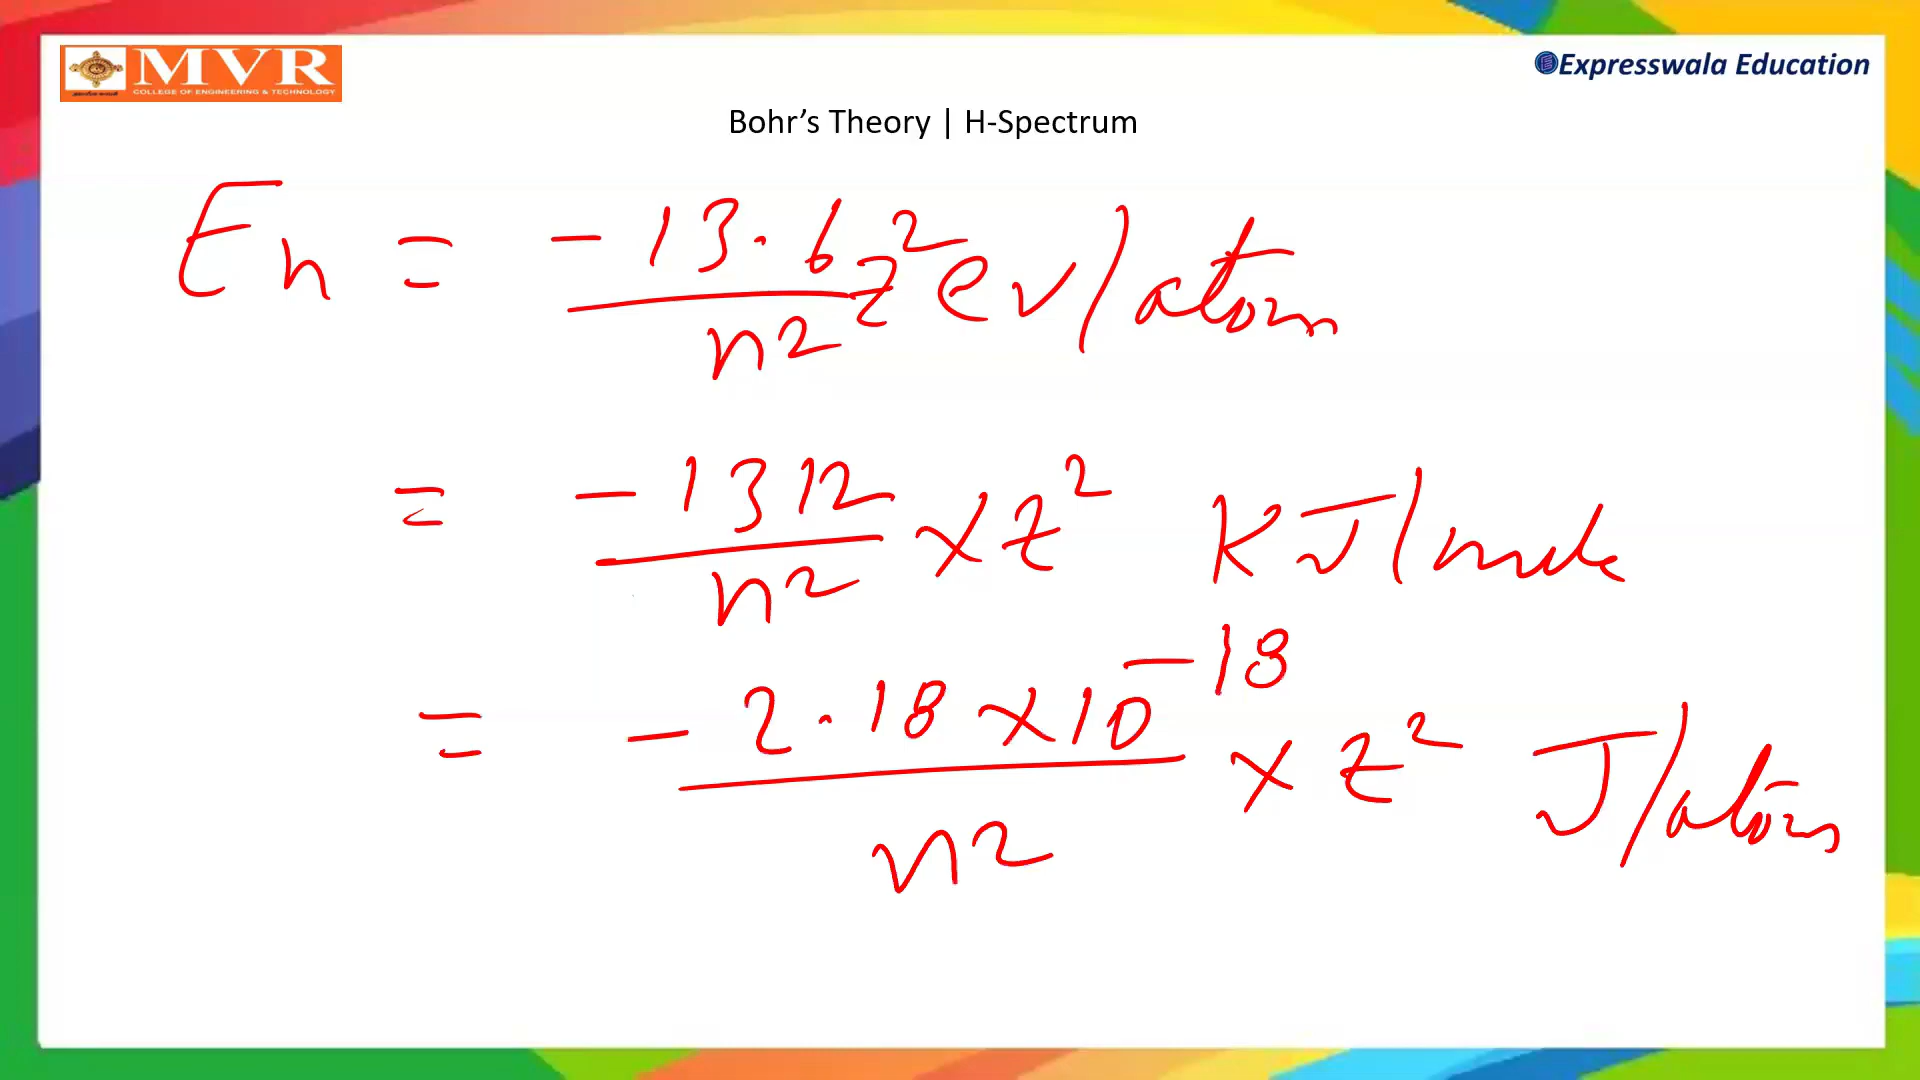 MVR
COLLEGE OF ENGINEERING & TECHNOLOGY
Expresswala Education
Bohr’s Theory | H-Spectrum
En = -13.6/n² z² ev/atom
= -1312/n² × z² KJ/mole
= -2.18×10⁻¹⁸/n² × z² J/atom